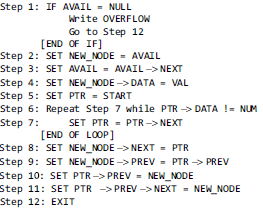 Step 1: IF AVAIL = NULL
Write OVERFLOW
Go to Step 12
[END OF IF]
Step 2: SET NEW_NODE = AVAIL
Step 3: SET AVAIL = AVAIL->NEXT
Step 4: SET NEW_NODE->DATA = VAL
Step 5: SET PTR = START
Step 6: Repeat Step 7 while PTR->DATA != NUM
Step 7: SET PTR = PTR->NEXT
[END OF LOOP]
Step 8: SET NEW_NODE->NEXT = PTR
Step 9: SET NEW_NODE->PREV = PTR->PREV
Step 10: SET PTR->PREV = NEW_NODE
Step 11: SET PTR ->PREV->NEXT = NEW_NODE
Step 12: EXIT